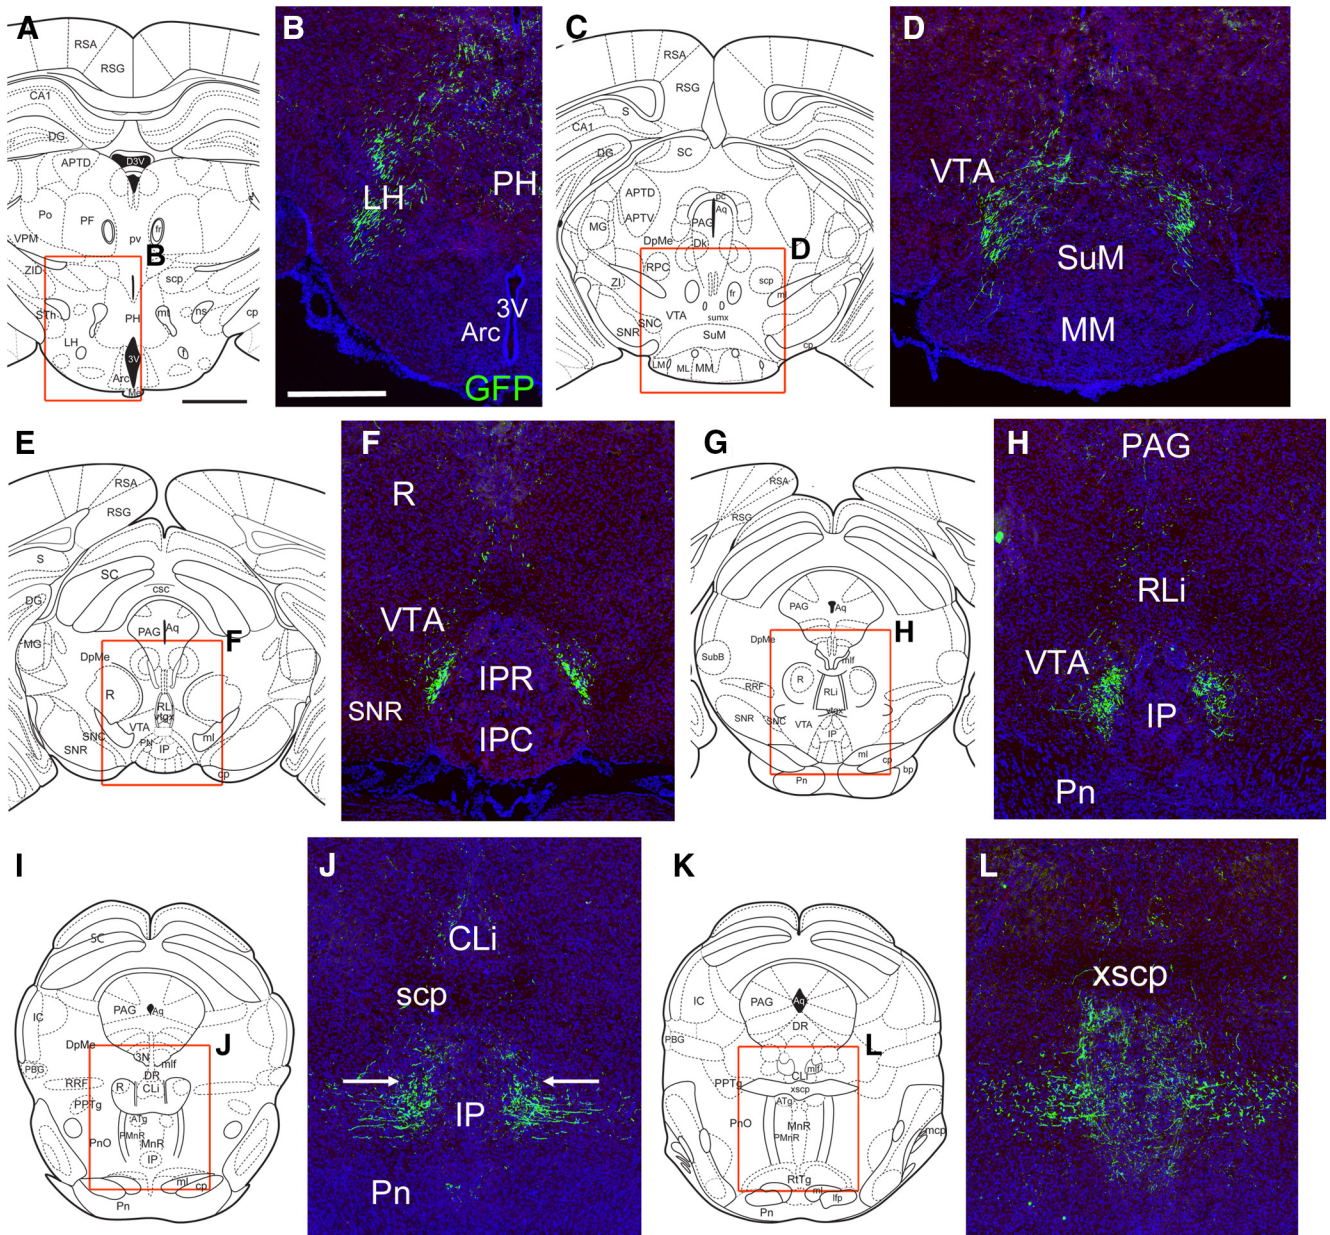 A
RSA
RSG
CA1
DG
D3V
APTD
Po
PF
fr
pv
VPM
B
ZID
scp
STh
PH
mt
ns
cp
LH
3V
f
Arc
Me
B
LH
PH
3V
Arc
GFP
C
RSA
RSG
S
CA1
DG
SC
APTD
pc
Aq
MG
APTV
PAG
DpMe
Dk
D
RPC
ZI
scp
fr
ml
VTA
sumx
SNC
SNR
SuM
cp
LM
ML
MM
D
VTA
SuM
MM
E
RSA
RSG
S
SC
csc
DG
PAG
Aq
MG
DpMe
F
R
RLi
vtgx
VTA
SNC
PN
IP
ml
SNR
cp
F
R
VTA
IPR
SNR
IPC
G
RSA
RSG
PAG
Aq
DpMe
H
SubB
mlf
R
RRF
RLi
vtgx
SNR
SNC
VTA
IP
ml
cp
bp
Pn
H
PAG
RLi
VTA
IP
Pn
I
SC
IC
PAG
Aq
DpMe
J
3N
mlf
PBG
DR
RRF
R
CLi
PPTg
ATg
PnO
PMnR
MnR
IP
ml
cp
Pn
J
CLi
scp
IP
Pn
K
IC
PAG
Aq
DR
PBG
L
mlf
CLi
PPTg
xscp
ATg
PnO
MnR
PMnR
mcp
RtTg
ml
lfp
Pn
L
xscp